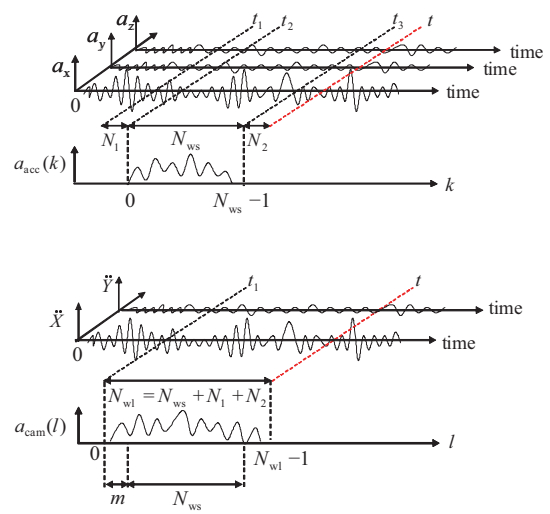 a_z t_1 t_2 t_3 t
a_y
time
a_x time
time
0
N_1 N_ws N_2
a_acc(k)
0 N_ws −1 k
Ÿ t_1 t
time
Ẍ
time
0
N_wl = N_ws + N_1 + N_2
a_cam(l)
0 N_wl −1 l
m N_ws